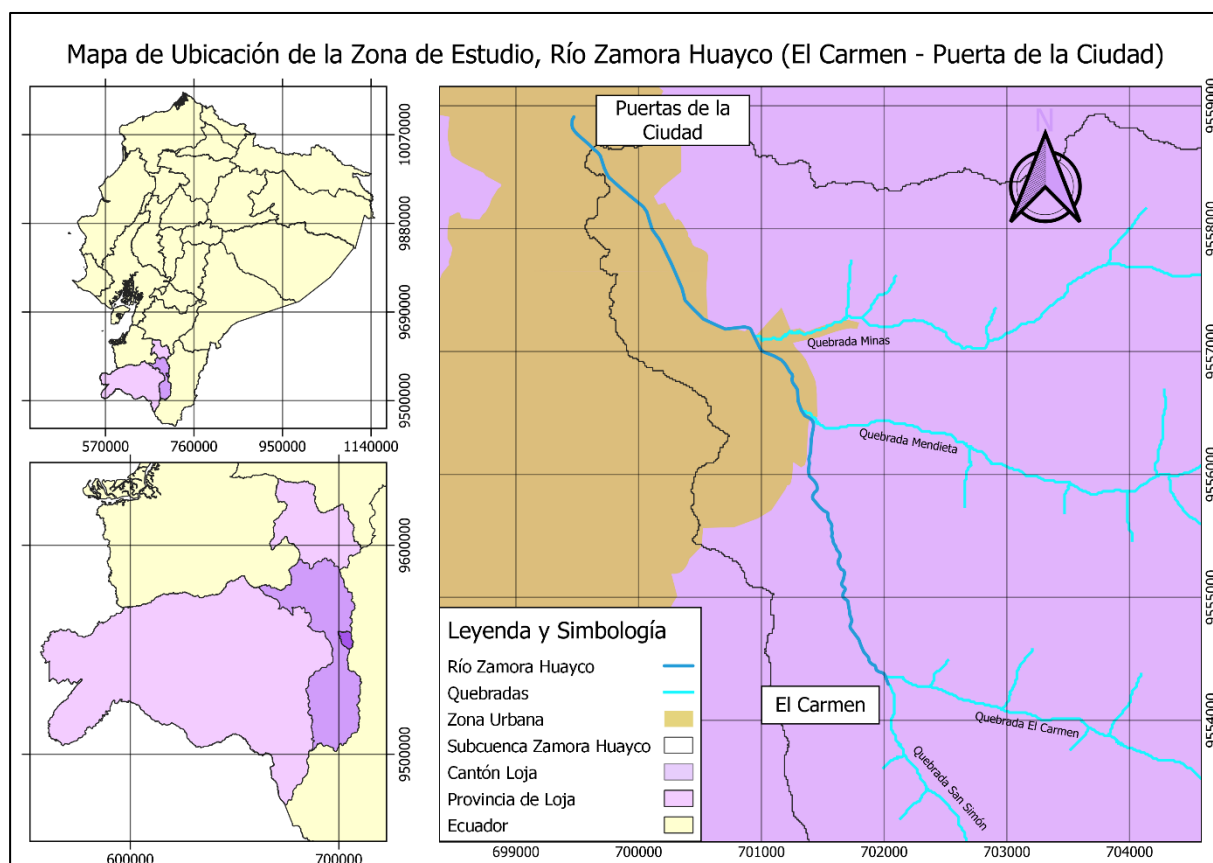 Mapa de Ubicación de la Zona de Estudio, Río Zamora Huayco (El Carmen - Puerta de la Ciudad)
10070000
9880000
9690000
9500000
570000 760000 950000 1140000
9600000
9500000
600000 700000
Puertas de la
Ciudad
N
Quebrada Minas
Quebrada Mendieta
El Carmen
Quebrada El Carmen
Quebrada San Simón
9559000
9558000
9557000
9556000
9555000
9554000
699000 700000 701000 702000 703000 704000
Leyenda y Simbología
Río Zamora Huayco
Quebradas
Zona Urbana
Subcuenca Zamora Huayco
Cantón Loja
Provincia de Loja
Ecuador